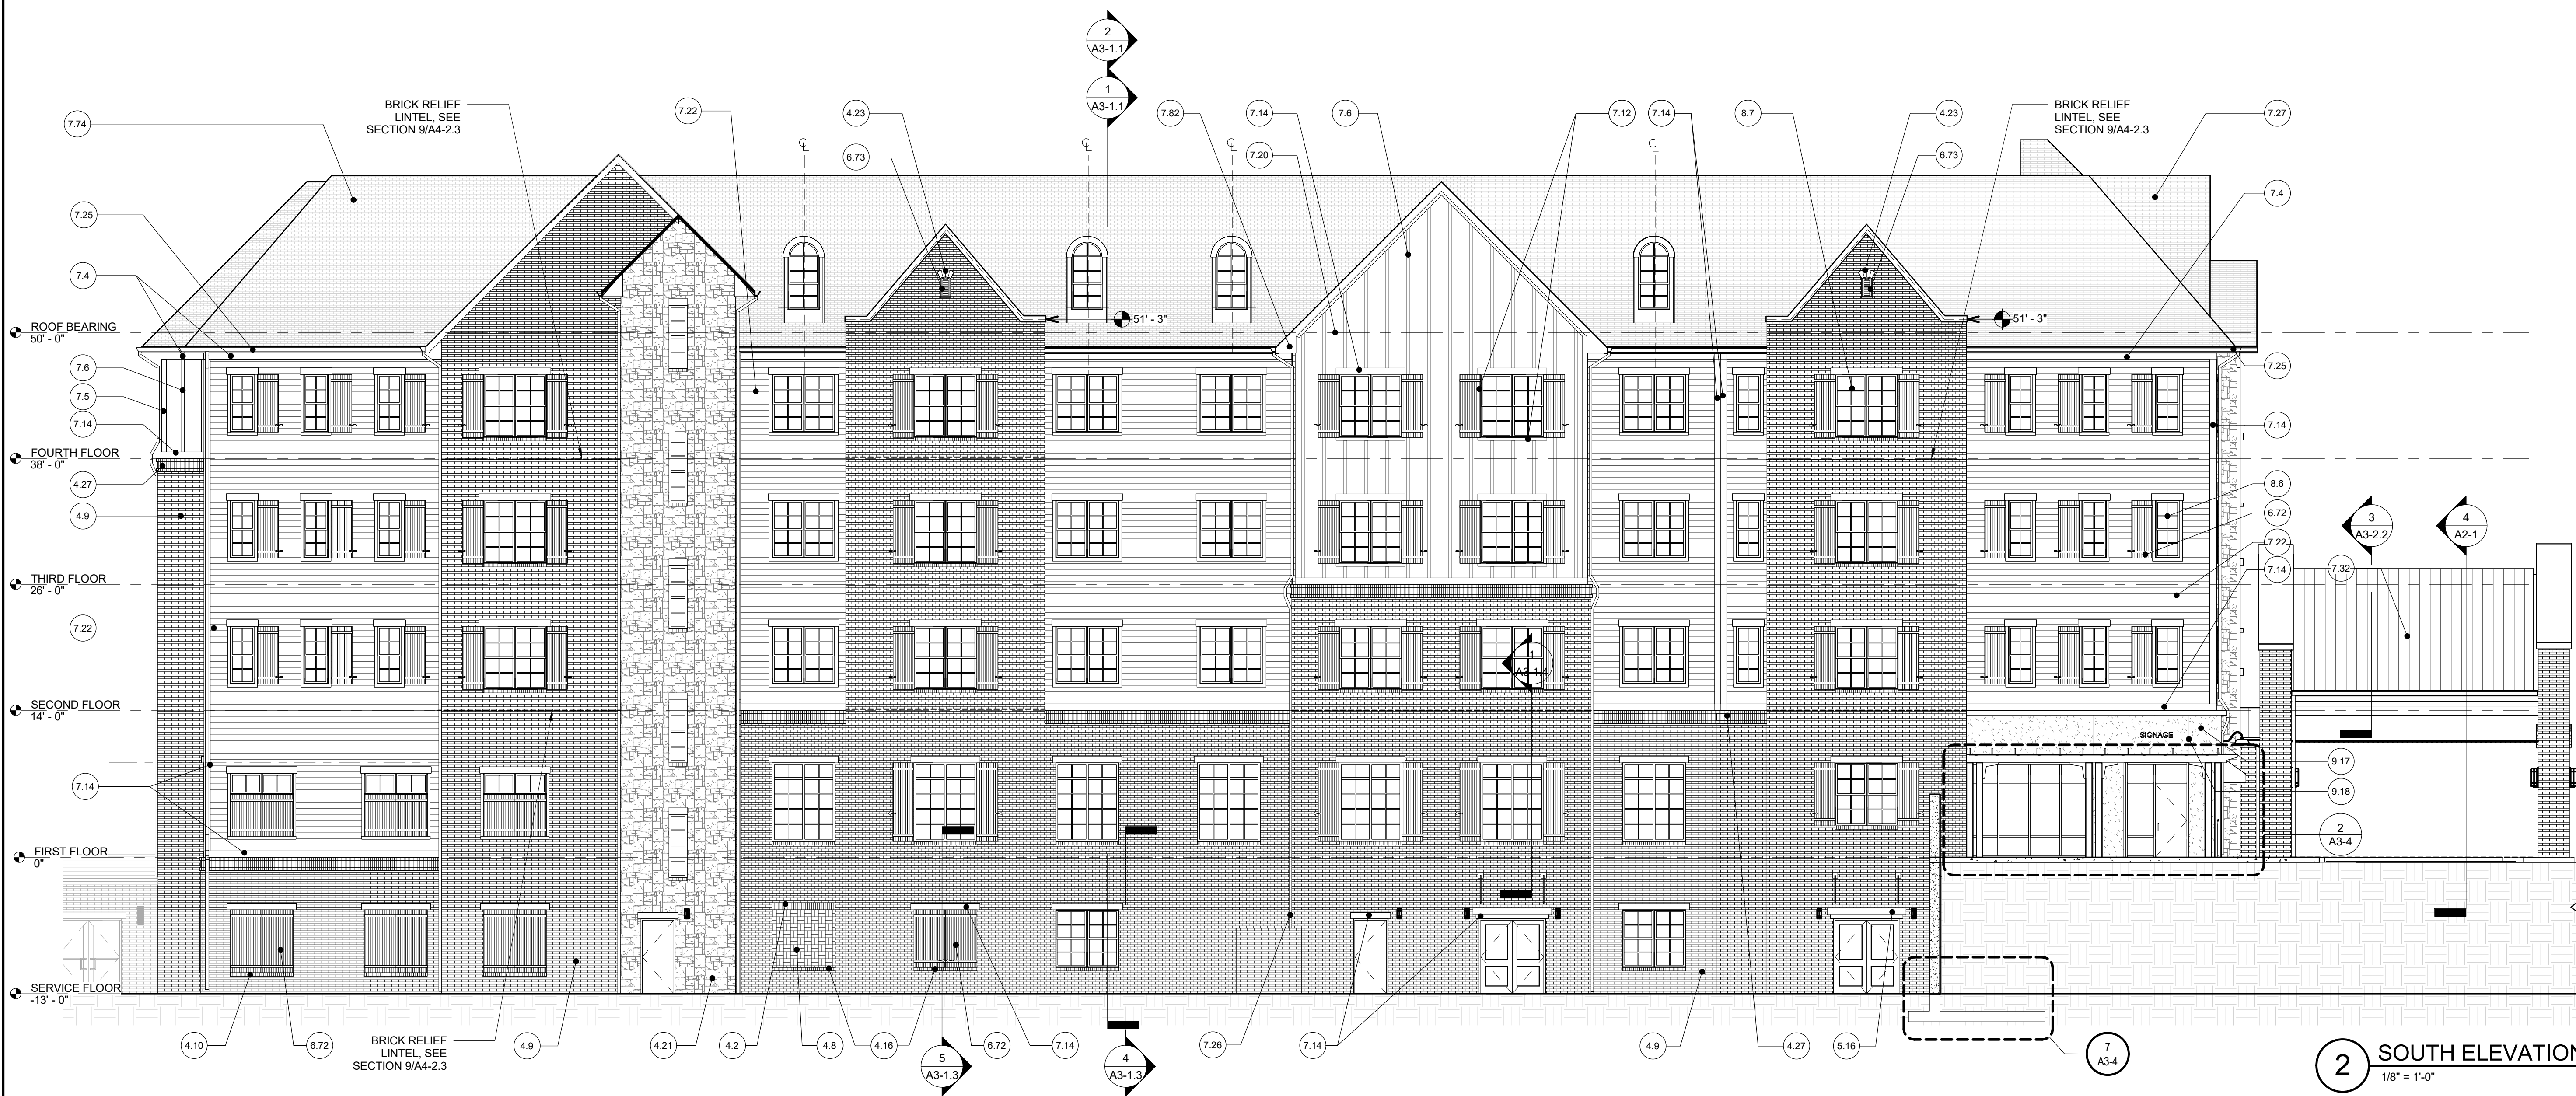 2
A3-1.1
1
A3-1.1
BRICK RELIEF
LINTEL, SEE
SECTION 9/A4-2.3
7.74
7.22
4.23
6.73
7.82
7.14
7.20
7.6
7.12
7.14
8.7
4.23
6.73
BRICK RELIEF
LINTEL, SEE
SECTION 9/A4-2.3
7.27
7.4
7.25
7.4
ROOF BEARING
50' - 0"
51' - 3"
51' - 3"
7.6
7.5
7.14
FOURTH FLOOR
38' - 0"
4.27
4.9
THIRD FLOOR
26' - 0"
7.22
SECOND FLOOR
14' - 0"
7.14
FIRST FLOOR
0"
SERVICE FLOOR
-13' - 0"
7.25
7.14
8.6
6.72
7.22
7.14
7.32
3
A3-2.2
4
A2-1
1
A3-1.4
SIGNAGE
9.17
9.18
2
A3-4
4.10
6.72
BRICK RELIEF
LINTEL, SEE
SECTION 9/A4-2.3
4.9
4.21
4.2
4.8
4.16
5
A3-1.3
6.72
7.14
4
A3-1.3
7.26
7.14
4.9
4.27
5.16
7
A3-4
2
SOUTH ELEVATION
1/8" = 1'-0"